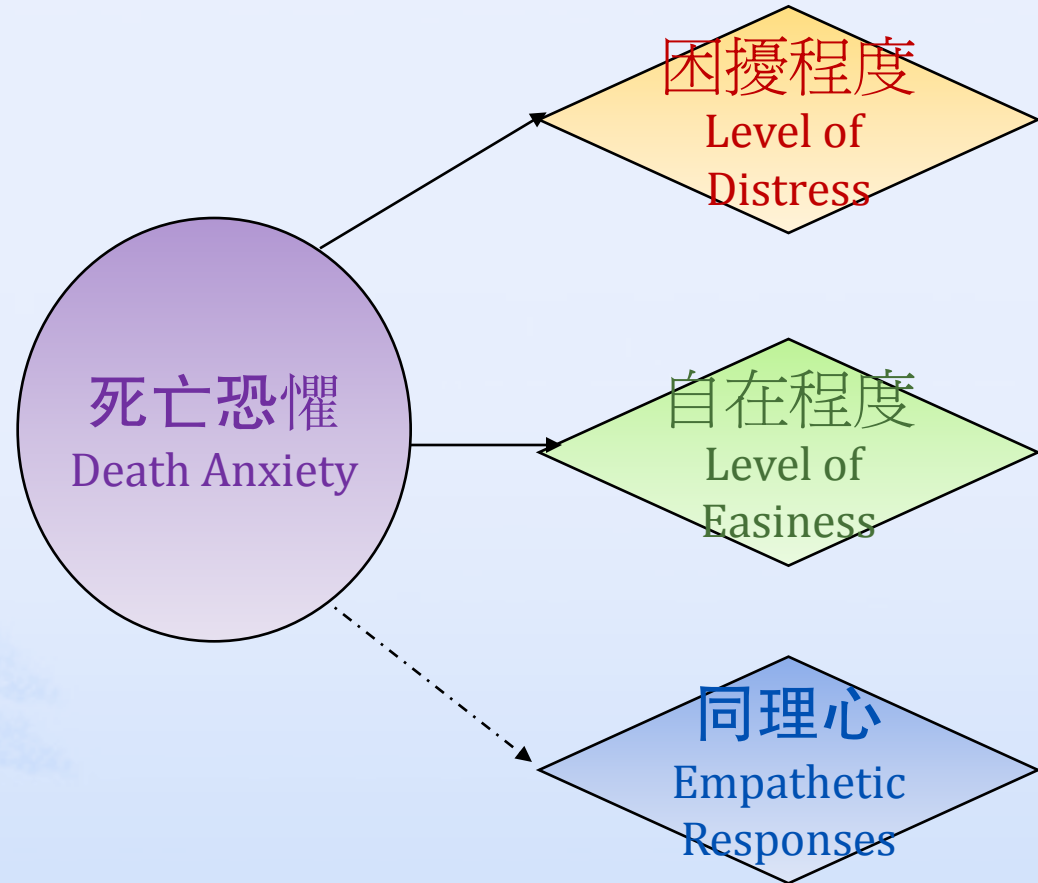 困擾程度
Level of
Distress
死亡恐懼
Death Anxiety
自在程度
Level of
Easiness
同理心
Empathetic
Responses